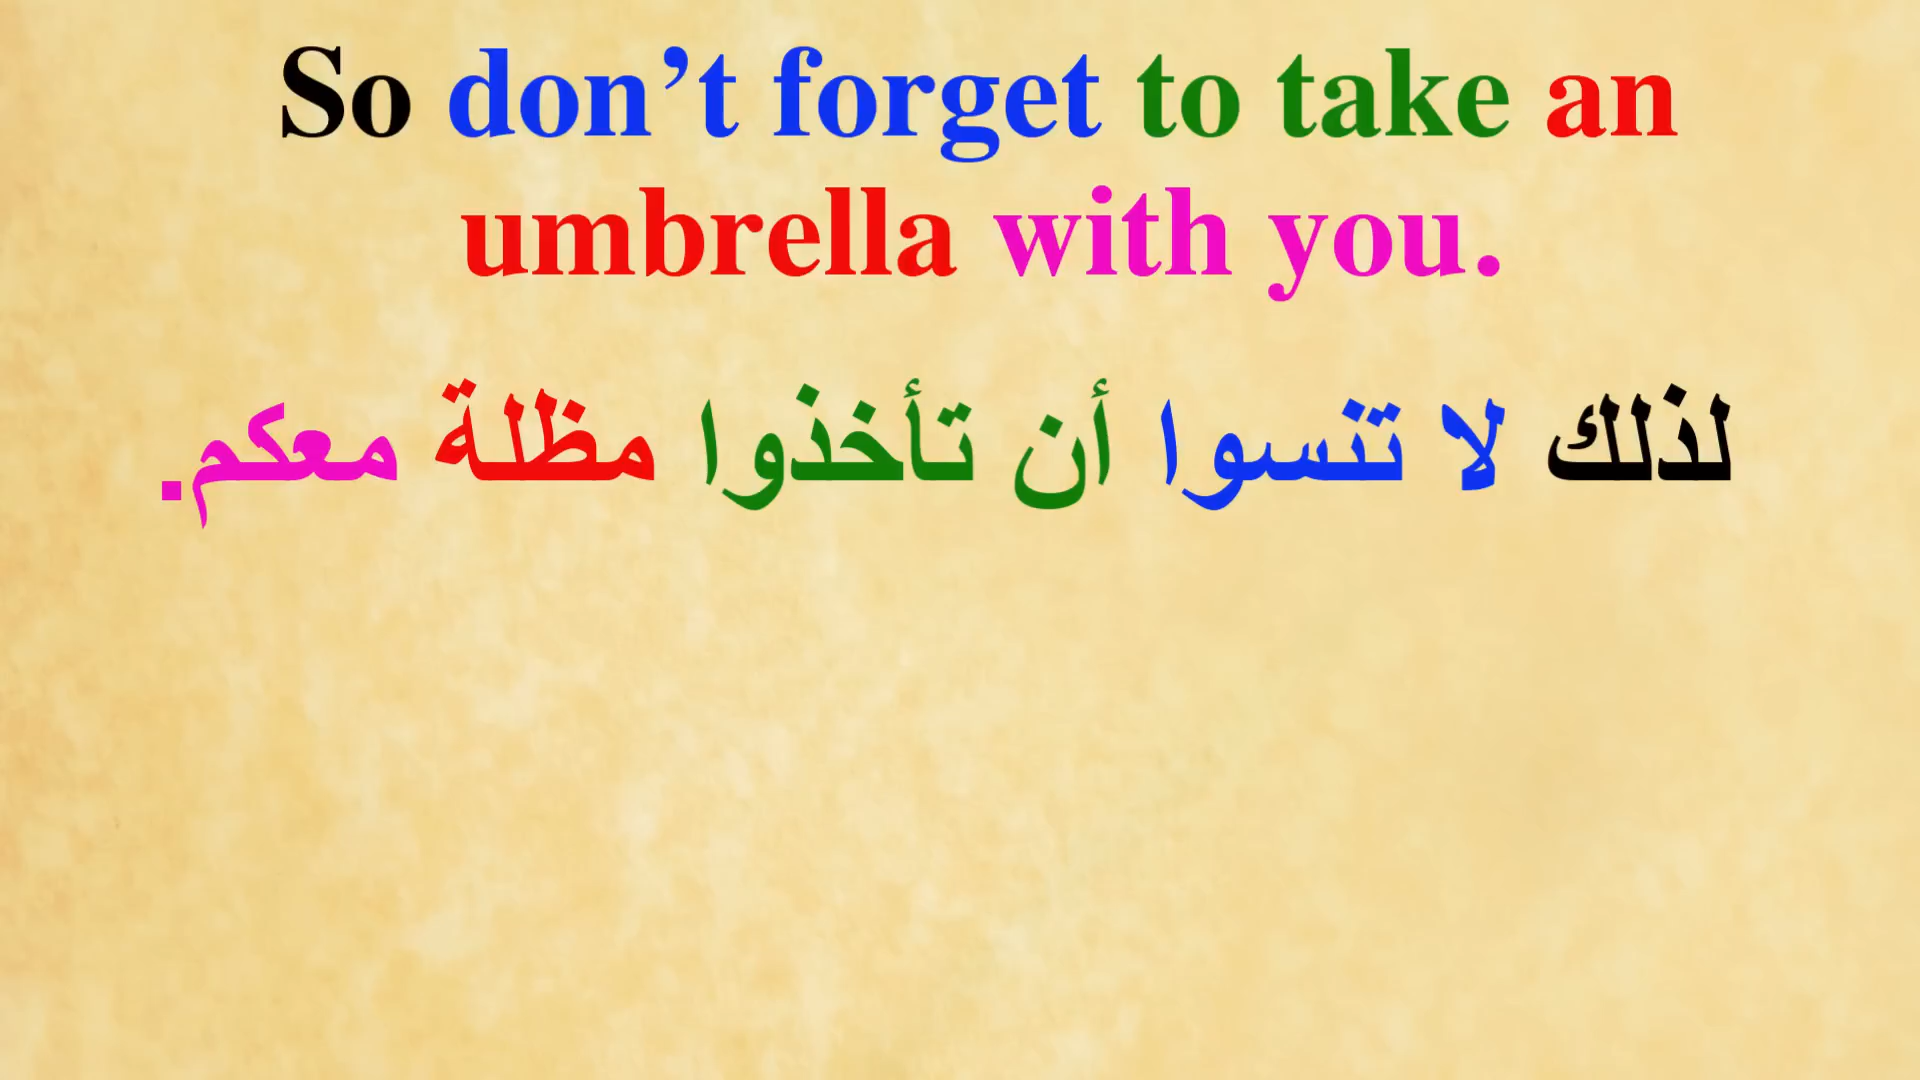 So don’t forget to take an
umbrella with you.
لذلك لا تنسوا أن تأخذوا مظلة معكم.